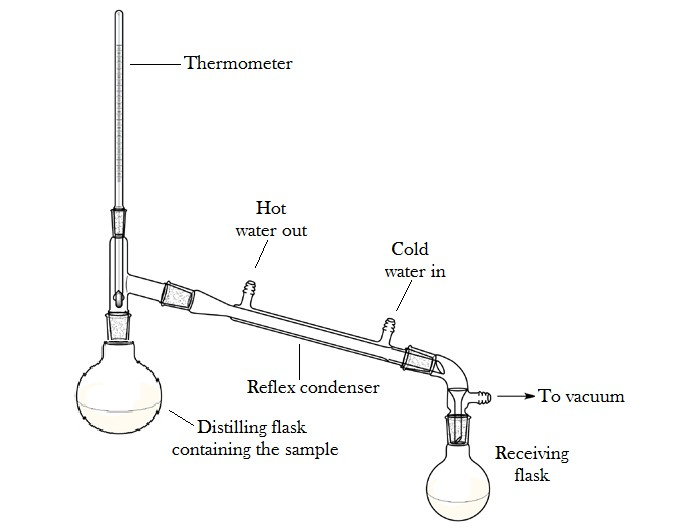 Thermometer
Hot
water out
Cold
water in
Reflex condenser
To vacuum
Distilling flask
containing the sample
Receiving
flask